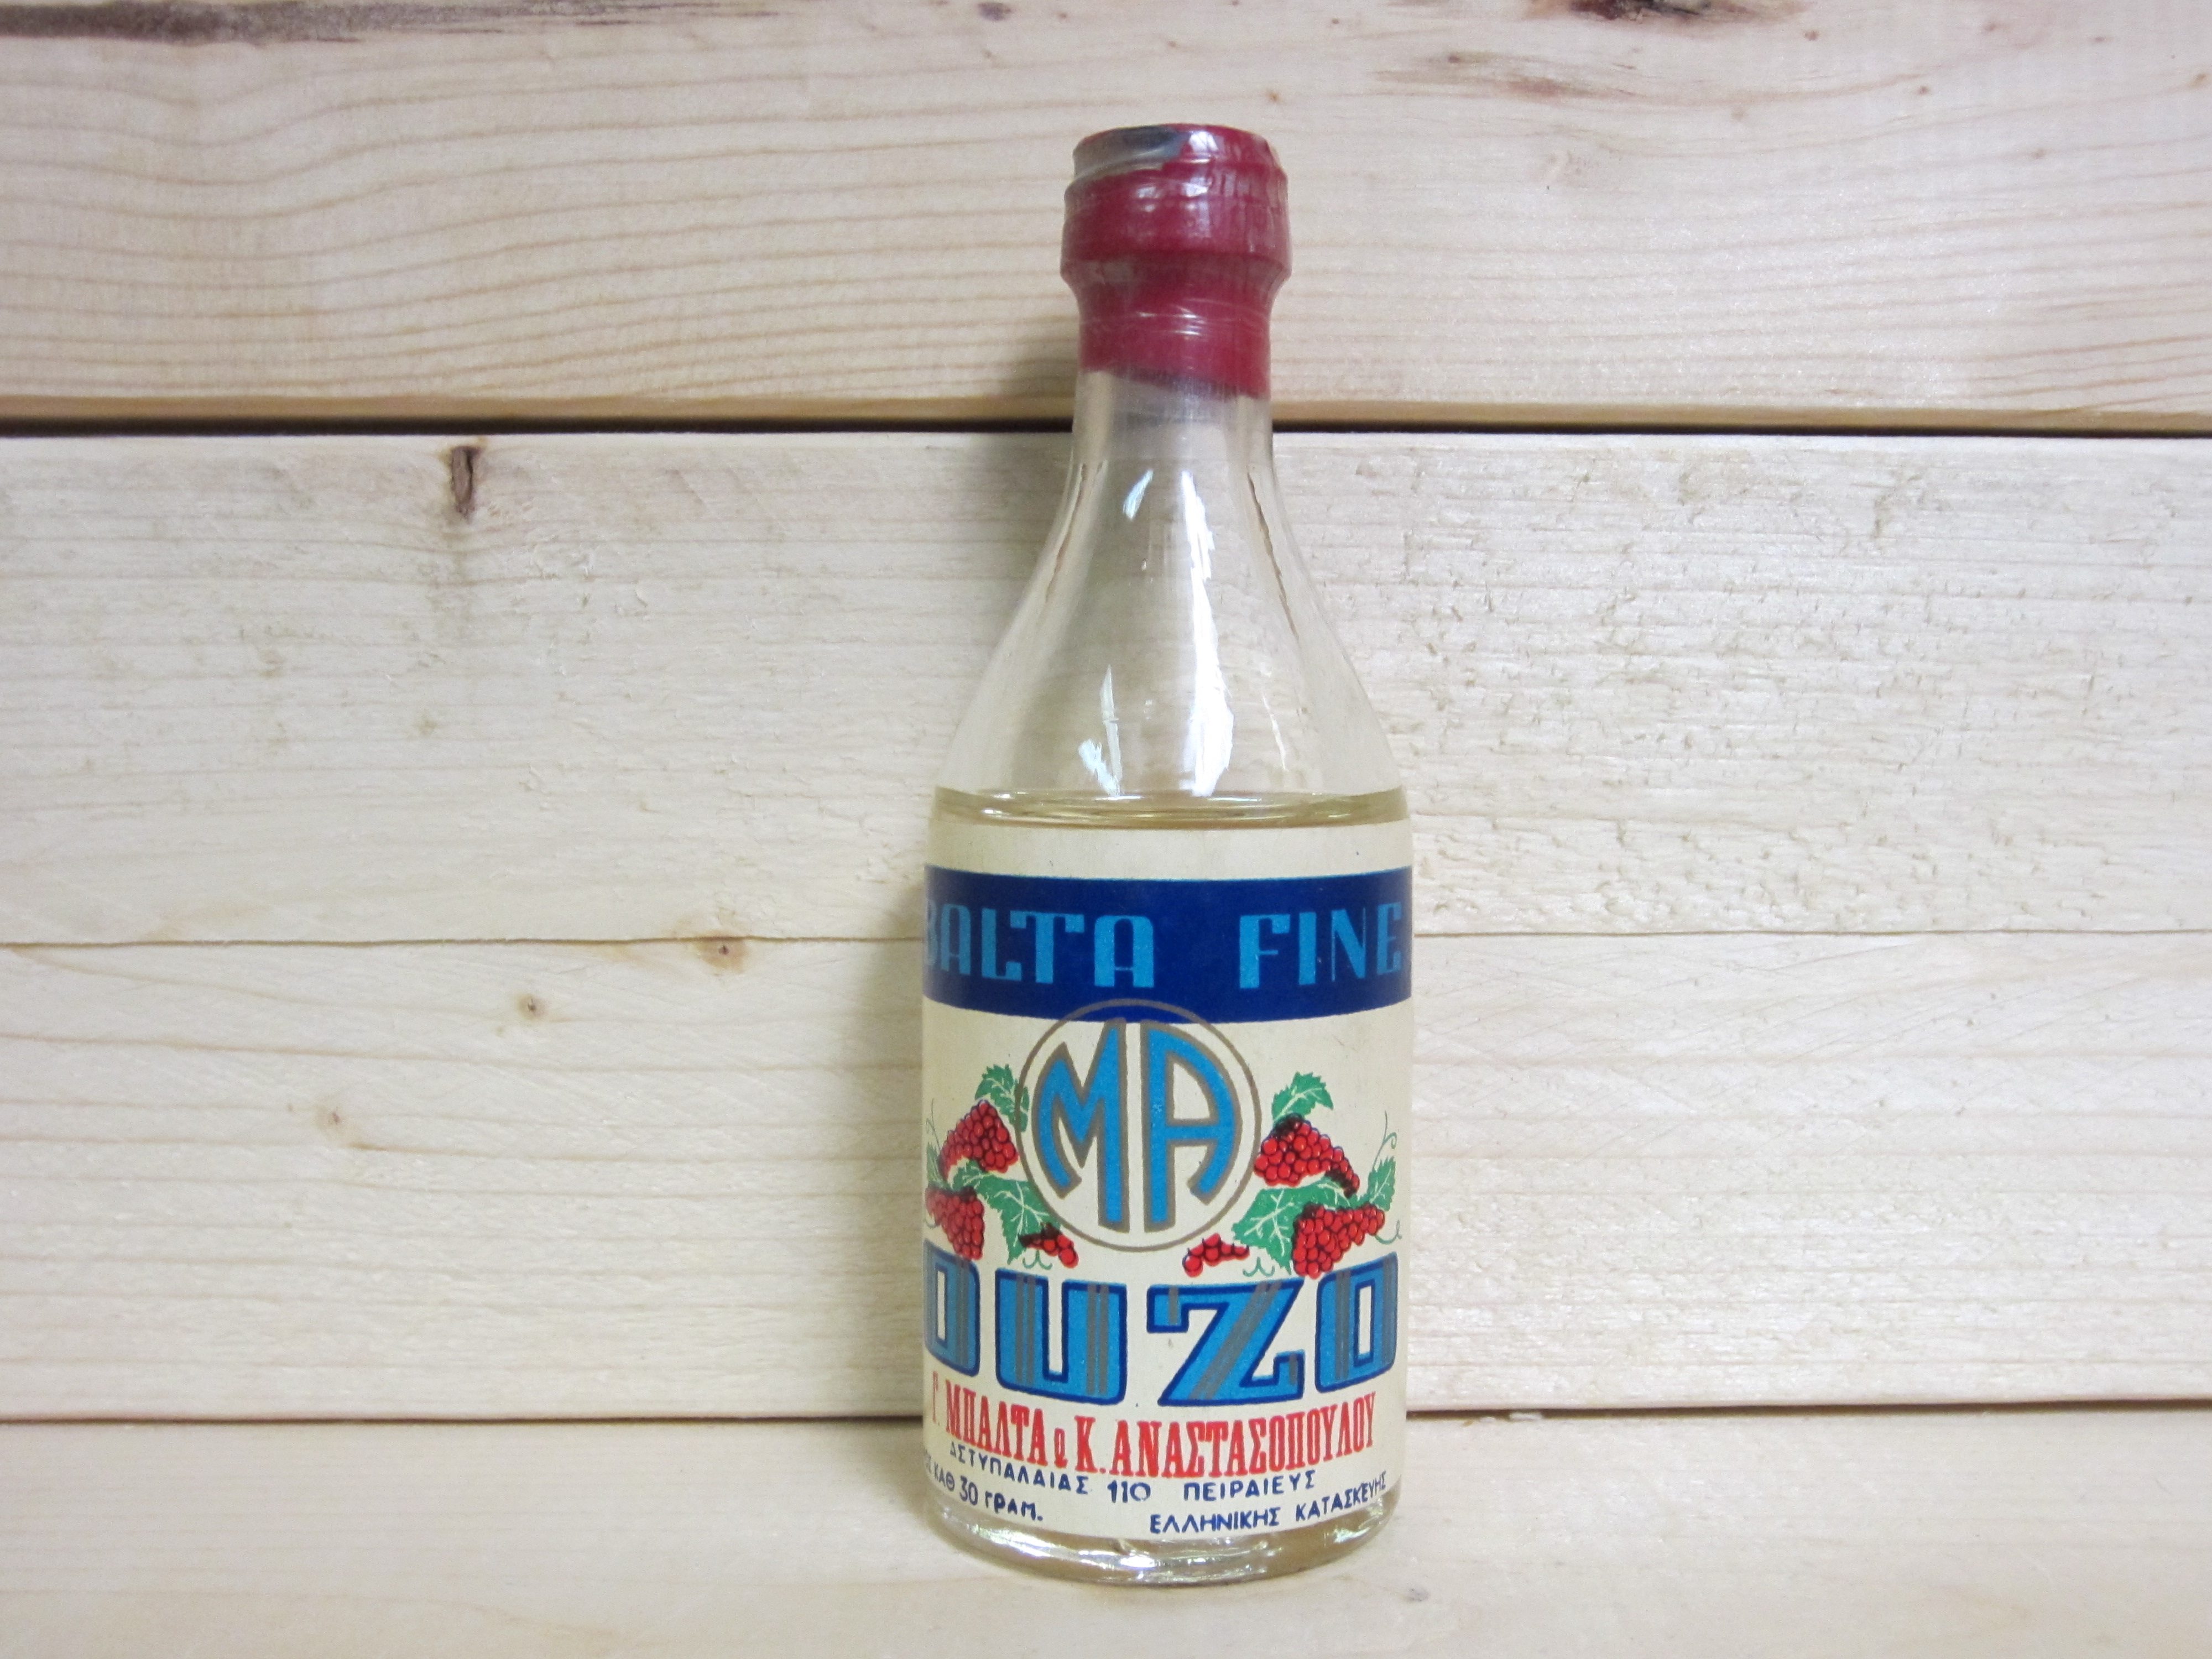 BALTA FINE
MA
OUZO
Γ. ΜΠΑΛΤΑ & Κ. ΑΝΑΣΤΑΣΟΠΟΥΛΟΥ
ΑΣΤΥΠΑΛΑΙΑΣ 110 ΠΕΙΡΑΙΕΥΣ
ΚΑΘ 30 ΓΡΑΜ. ΕΛΛΗΝΙΚΗΣ ΚΑΤΑΣΚΕΥΗΣ